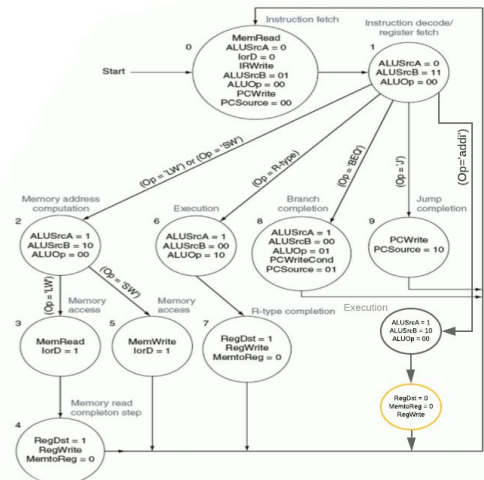 Instruction fetch
0
MemRead
ALUSrcA = 0
IorD = 0
IRWrite
ALUSrcB = 01
ALUOp = 00
PCWrite
PCSource = 00
Start
Instruction decode/
register fetch
1
ALUSrcA = 0
ALUSrcB = 11
ALUOp = 00
(Op = 'LW') or (Op = 'SW')
(Op = R-type)
(Op = 'BEQ')
(Op = 'J')
(Op='addi')
Memory address
computation
2
ALUSrcA = 1
ALUSrcB = 10
ALUOp = 00
Execution
6
ALUSrcA = 1
ALUSrcB = 00
ALUOp = 10
Branch
completion
8
ALUSrcA = 1
ALUSrcB = 00
ALUOp = 01
PCWriteCond
PCSource = 01
Jump
completion
9
PCWrite
PCSource = 10
(Op = 'LW')
(Op = 'SW')
Memory
access
3
MemRead
IorD = 1
Memory
access
5
MemWrite
IorD = 1
R-type completion
7
RegDst = 1
RegWrite
MemtoReg = 0
Execution
ALUSrcA = 1
ALUSrcB = 10
ALUOp = 00
RegDst = 0
MemtoReg = 0
RegWrite
Memory read
completon step
4
RegDst = 1
RegWrite
MemtoReg = 0